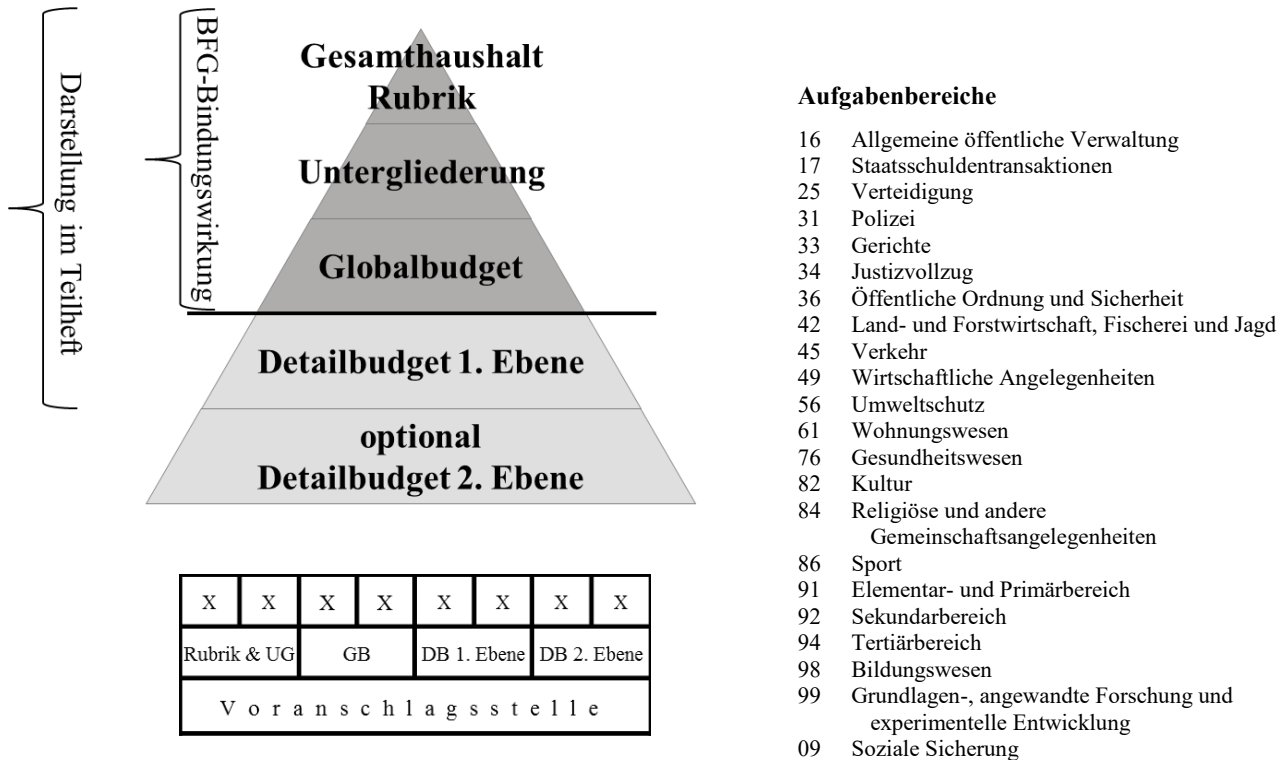 Darstellung im Teilheft
BFG-Bindungswirkung
Gesamthaushalt
Rubrik
Untergliederung
Globalbudget
Detailbudget 1. Ebene
optional
Detailbudget 2. Ebene
X X X X X X X X
Rubrik & UG GB DB 1. Ebene DB 2. Ebene
Voranschlagsstelle
Aufgabenbereiche
16 Allgemeine öffentliche Verwaltung
17 Staatsschuldentransaktionen
25 Verteidigung
31 Polizei
33 Gerichte
34 Justizvollzug
36 Öffentliche Ordnung und Sicherheit
42 Land- und Forstwirtschaft, Fischerei und Jagd
45 Verkehr
49 Wirtschaftliche Angelegenheiten
56 Umweltschutz
61 Wohnungswesen
76 Gesundheitswesen
82 Kultur
84 Religiöse und andere
Gemeinschaftsangelegenheiten
86 Sport
91 Elementar- und Primärbereich
92 Sekundarbereich
94 Tertiärbereich
98 Bildungswesen
99 Grundlagen-, angewandte Forschung und
experimentelle Entwicklung
09 Soziale Sicherung